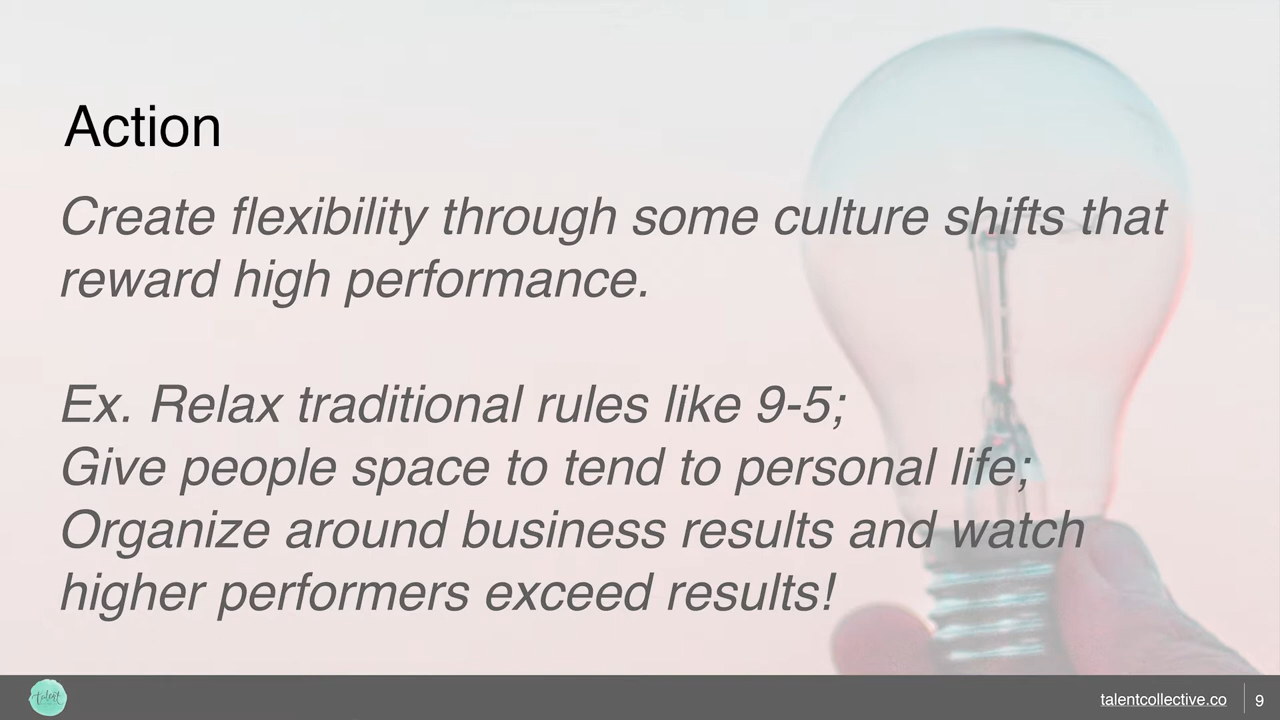 Action
Create flexibility through some culture shifts that
reward high performance.
Ex. Relax traditional rules like 9-5;
Give people space to tend to personal life;
Organize around business results and watch
higher performers exceed results!
talent
talentcollective.co
9